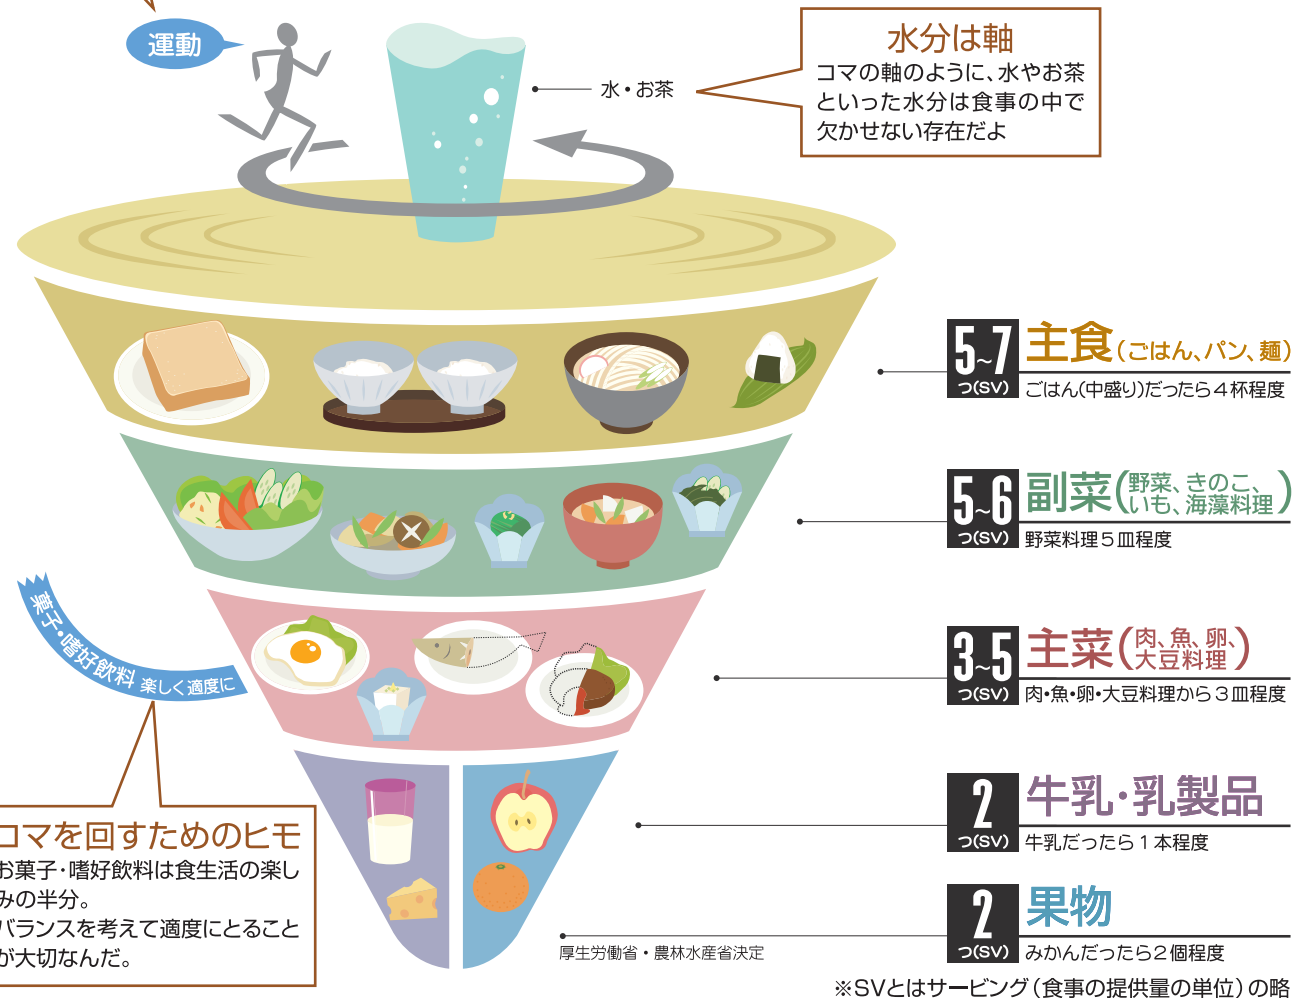 運動
水・お茶
水分は軸
コマの軸のように、水やお茶
といった水分は食事の中で
欠かせない存在だよ
5~7
つ(SV)
主食(ごはん、パン、麺)
ごはん(中盛り)だったら4杯程度
5~6
つ(SV)
副菜(野菜、きのこ、
いも、海藻料理)
野菜料理5皿程度
3~5
つ(SV)
主菜(肉、魚、卵、
大豆料理)
肉・魚・卵・大豆料理から3皿程度
2
つ(SV)
牛乳・乳製品
牛乳だったら1本程度
2
つ(SV)
果物
みかんだったら2個程度
菓子・嗜好飲料 楽しく適度に
コマを回すためのヒモ
お菓子・嗜好飲料は食生活の楽し
みの半分。
バランスを考えて適度にとること
が大切なんだ。
厚生労働省・農林水産省決定
※SVとはサービング(食事の提供量の単位)の略